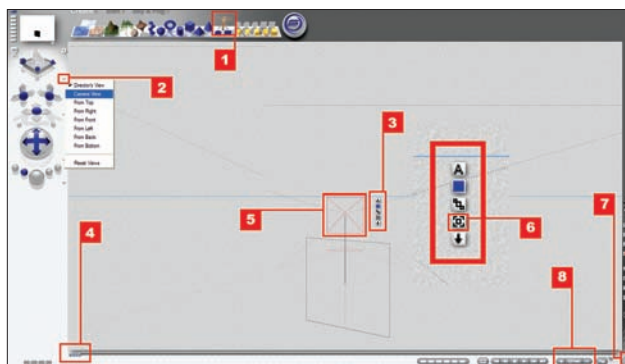 1
2
Director's View
Camera View
From Top
From Right
From Front
From Left
From Back
From Bottom
Reset Views
3
A
4
5
6
7
8